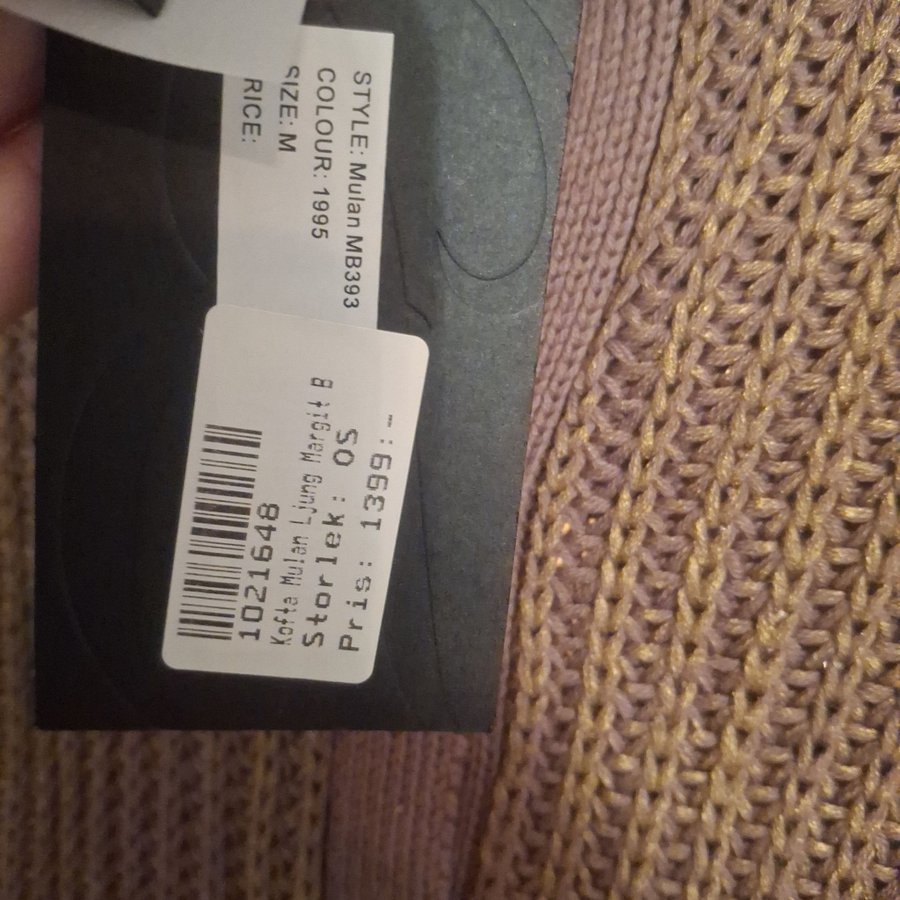 STYLE: Mulan MB393
COLOUR: 1995
SIZE: M
RICE:
1021648
Kofta Mulan Ljung Margit B
Storlek: OS
Pris: 1399:-